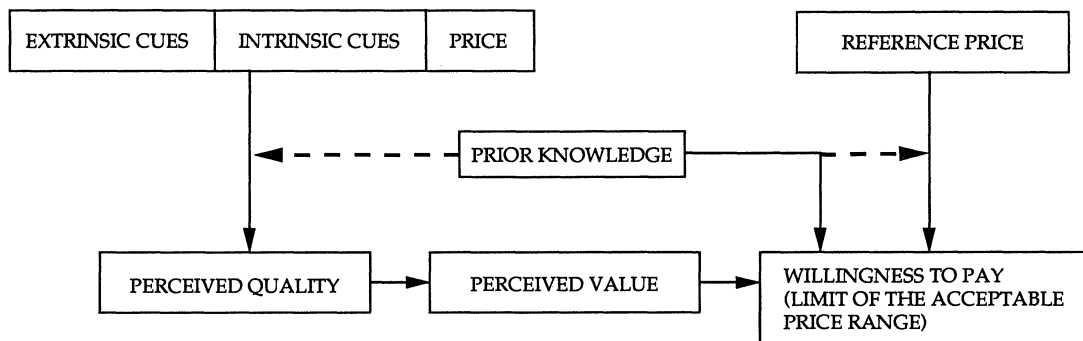 EXTRINSIC CUES
INTRINSIC CUES
PRICE
REFERENCE PRICE
PRIOR KNOWLEDGE
PERCEIVED QUALITY
PERCEIVED VALUE
WILLINGNESS TO PAY
(LIMIT OF THE ACCEPTABLE
PRICE RANGE)